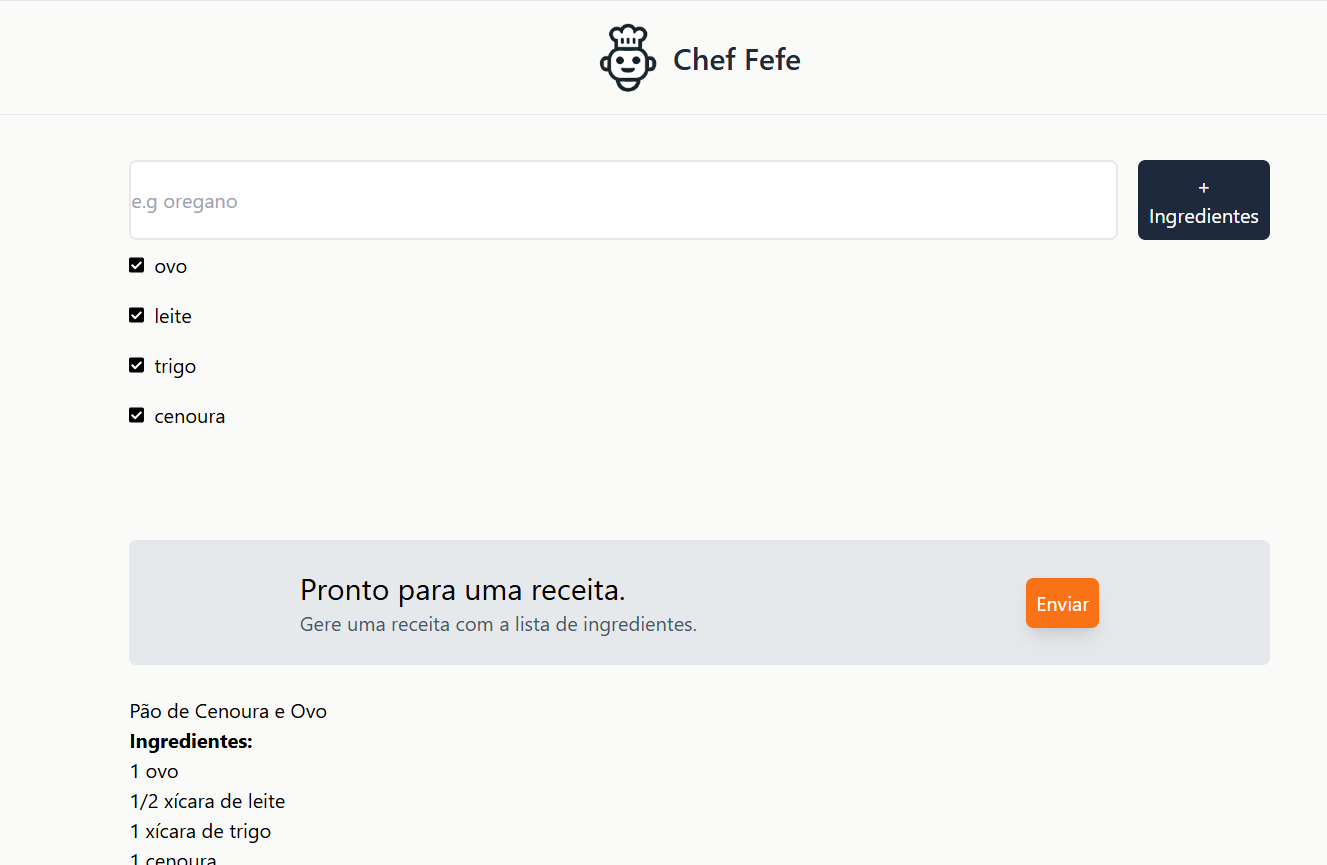 Chef Fefe
e.g oregano
+
Ingredientes
ovo
leite
trigo
cenoura
Pronto para uma receita.
Gere uma receita com a lista de ingredientes.
Enviar
Pão de Cenoura e Ovo
Ingredientes:
1 ovo
1/2 xícara de leite
1 xícara de trigo
1 cenoura